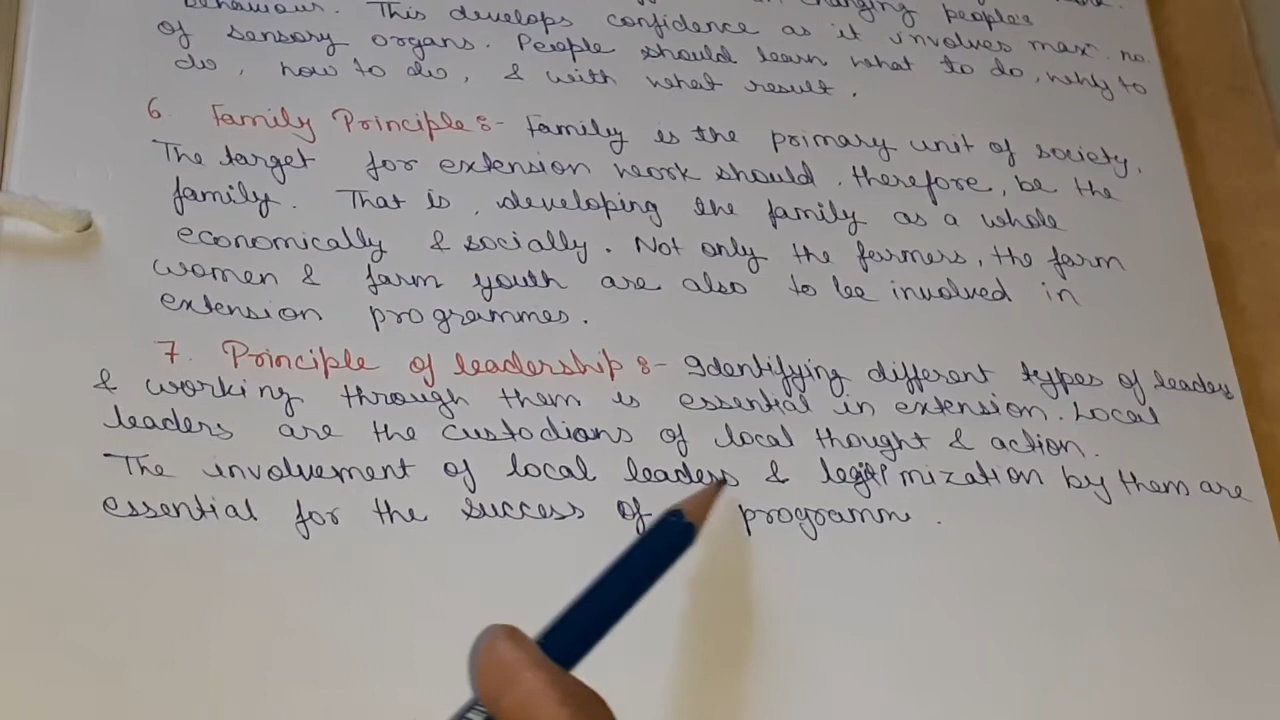 behaviour. This develops confidence as it involves max. no.
changing people's
of sensory organs. People should learn what to do, why to
do, how to do, & with what result.
6. Family Principle :- Family is the primary unit of society.
The target for extension work should, therefore, be the
family. That is, developing the family as a whole
economically & socially. Not only the farmers, the farm
women & farm youth are also to be involved in
extension programmes.
7. Principle of leadership :- Identifying different types of leaders
& working through them is essential in extension. Local
leaders are the custodians of local thought & action.
The involvement of local leaders & legitimization by them are
essential for the success of programm.